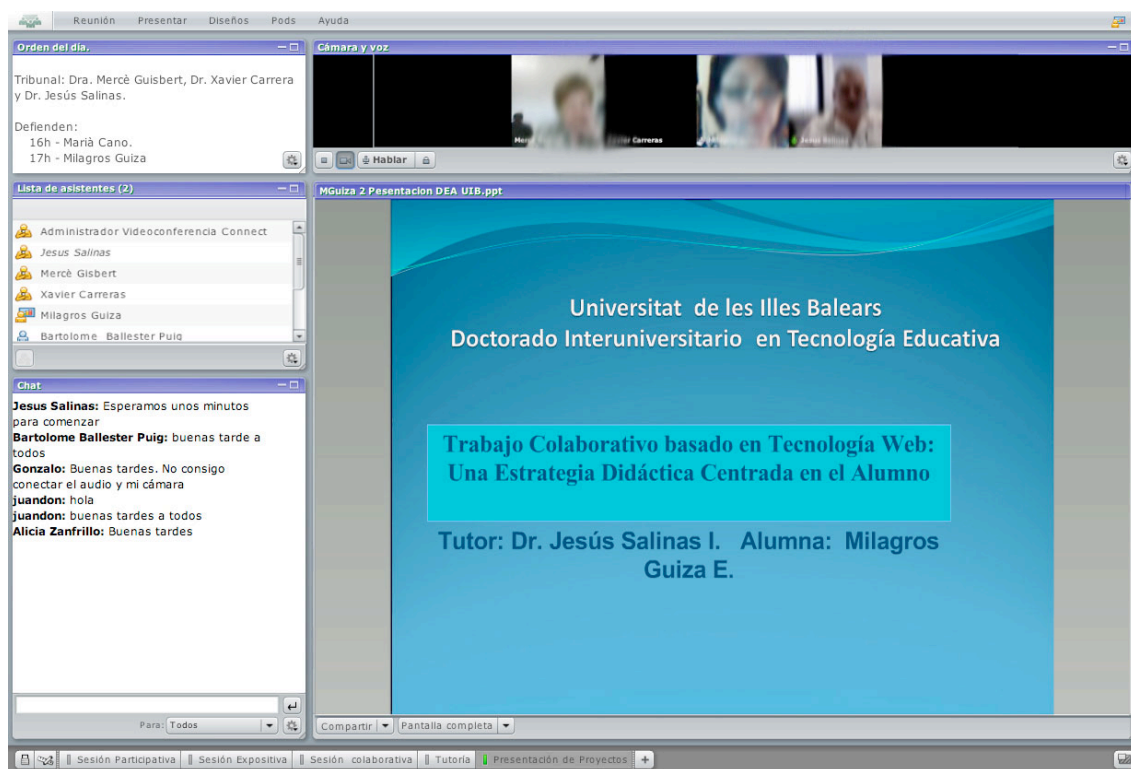 Reunión Presentar Diseños Pods Ayuda
Orden del día.
Tribunal: Dra. Mercè Guisbert, Dr. Xavier Carrera
y Dr. Jesús Salinas.
Defienden:
16h - Marià Cano.
17h - Milagros Guiza
Lista de asistentes (2)
Administrador Videoconferencia Connect
Jesus Salinas
Mercè Gisbert
Xavier Carreras
Milagros Guiza
Bartolome Ballester Puig
Chat
Jesus Salinas: Esperamos unos minutos
para comenzar
Bartolome Ballester Puig: buenas tarde a
todos
Gonzalo: Buenas tardes. No consigo
conectar el audio y mi cámara
juandon: hola
juandon: buenas tardes a todos
Alicia Zanfrillo: Buenas tardes
Para: Todos
Cámara y voz
Carreras
Hablar
MGuiza 2 Pesentacion DEA UIB.ppt
Universitat de les Illes Balears
Doctorado Interuniversitario en Tecnología Educativa
Trabajo Colaborativo basado en Tecnología Web:
Una Estrategia Didáctica Centrada en el Alumno
Tutor: Dr. Jesús Salinas I. Alumna: Milagros
Guiza E.
Compartir Pantalla completa
Sesión Participativa Sesión Expositiva Sesión colaborativa Tutoría Presentación de Proyectos +